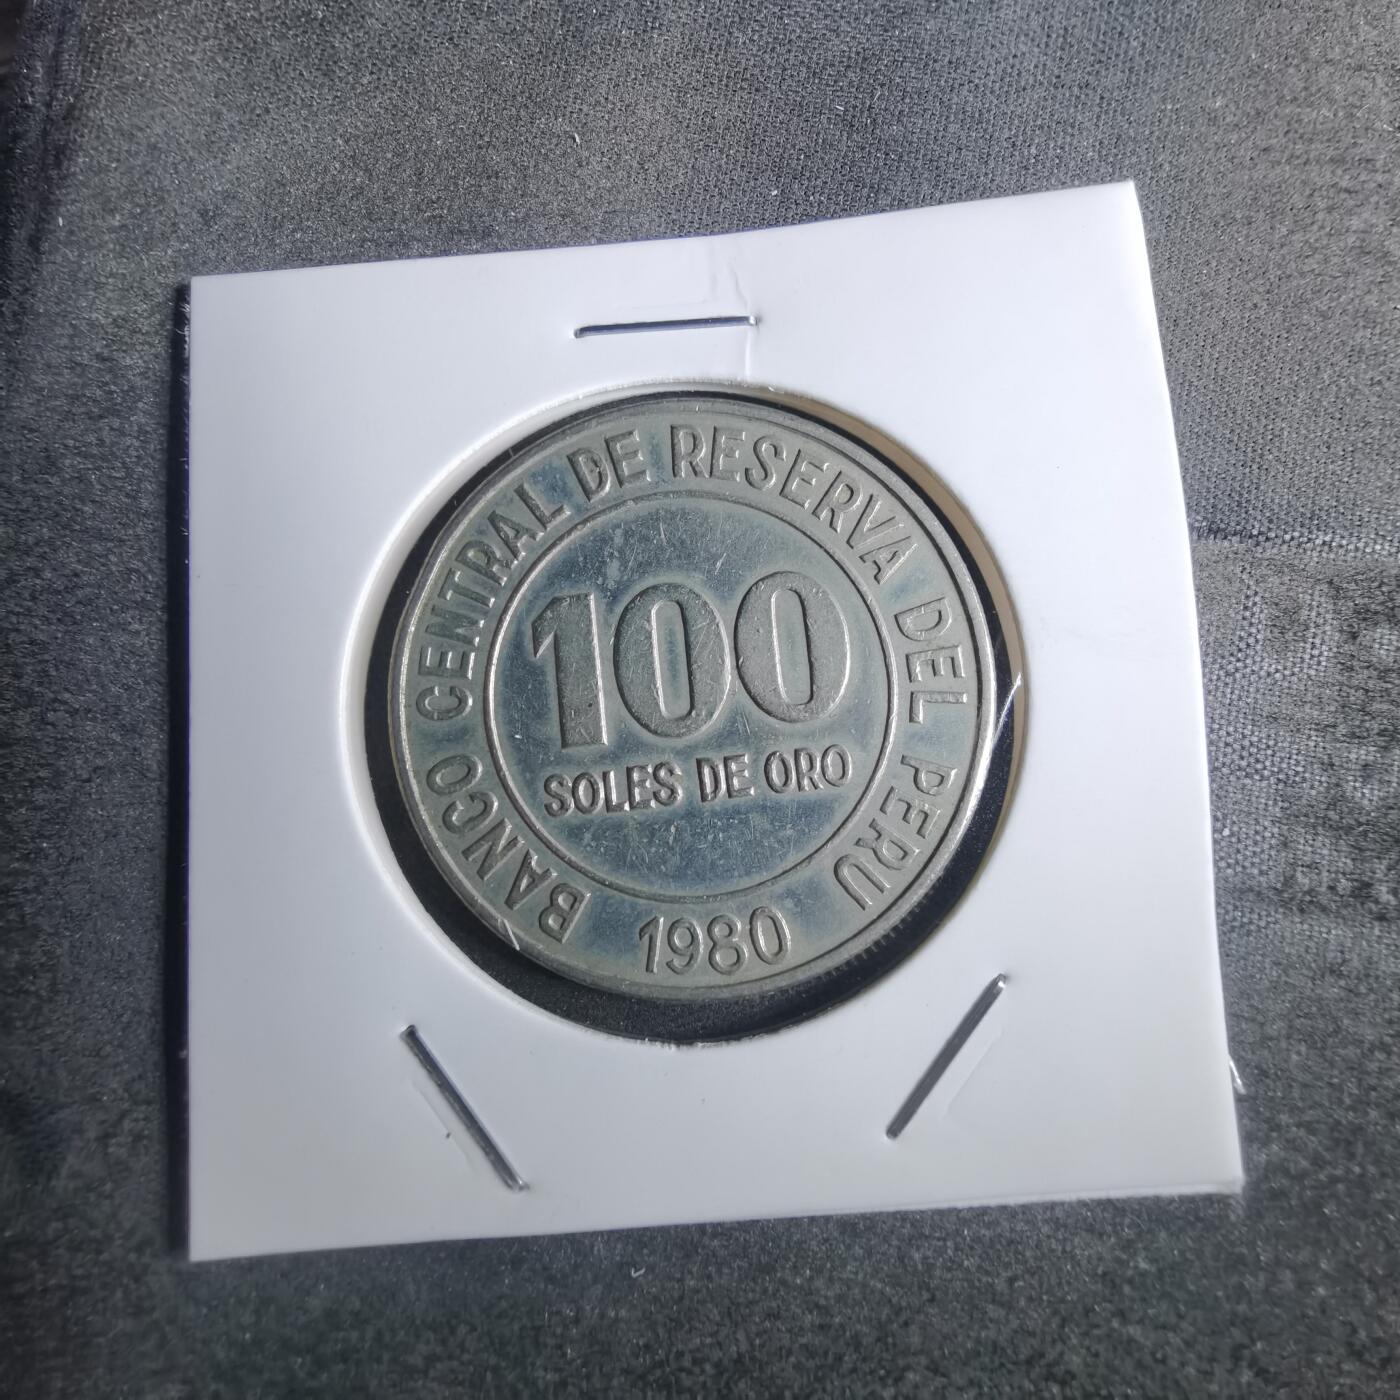 BANCO CENTRAL DE RESERVA DEL PERU
100
SOLES DE ORO
1980